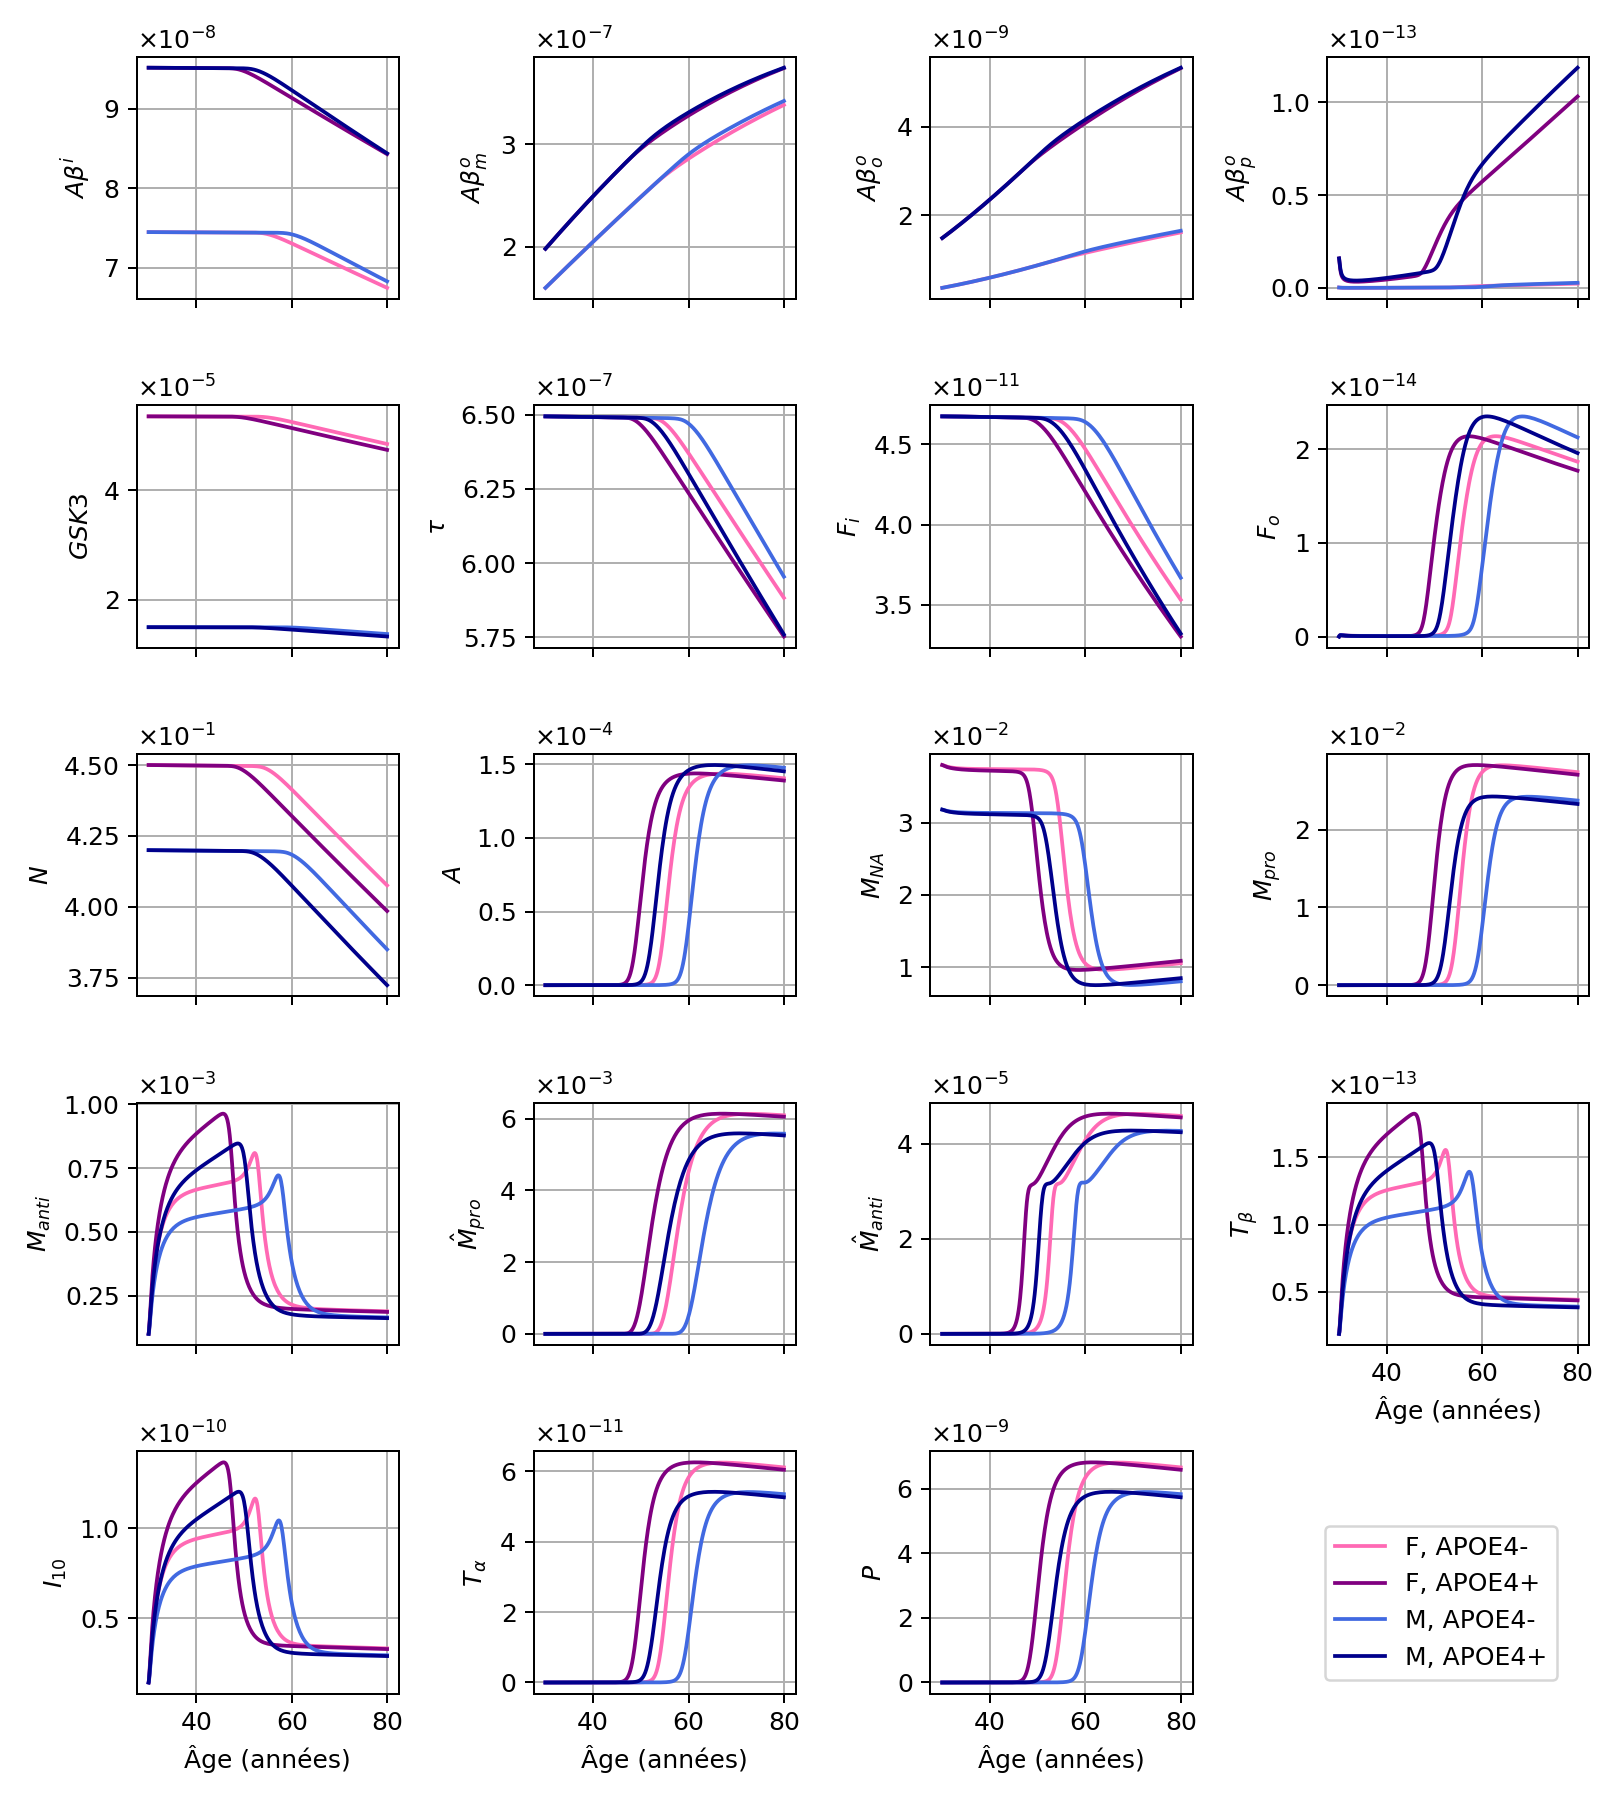 ×10⁻⁸ ×10⁻⁷ ×10⁻⁹ ×10⁻¹³
Aβⁱ 9 8 7
Aβₘᵒ 3 2
Aβₒᵒ 4 2
Aβₚᵒ 1.0 0.5 0.0
×10⁻⁵ ×10⁻⁷ ×10⁻¹¹ ×10⁻¹⁴
GSK3 4 2
τ 6.50 6.25 6.00 5.75
Fᵢ 4.5 4.0 3.5
Fₒ 2 1 0
×10⁻¹ ×10⁻⁴ ×10⁻² ×10⁻²
N 4.50 4.25 4.00 3.75
A 1.5 1.0 0.5 0.0
M_NA 3 2 1
M_pro 2 1 0
×10⁻³ ×10⁻³ ×10⁻⁵ ×10⁻¹³
M_anti 1.00 0.75 0.50 0.25
M̂_pro 6 4 2 0
M̂_anti 4 2 0
T_β 1.5 1.0 0.5
40 60 80
Âge (années)
×10⁻¹⁰ ×10⁻¹¹ ×10⁻⁹
I₁₀ 1.0 0.5
T_α 6 4 2 0
P 6 4 2 0
F, APOE4-
F, APOE4+
M, APOE4-
M, APOE4+
40 60 80 40 60 80 40 60 80
Âge (années) Âge (années) Âge (années)